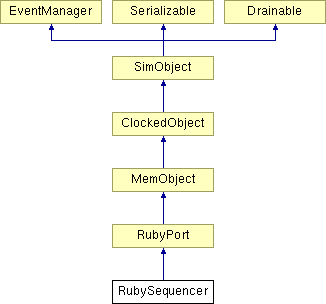 EventManager Serializable Drainable
SimObject
ClockedObject
MemObject
RubyPort
RubySequencer